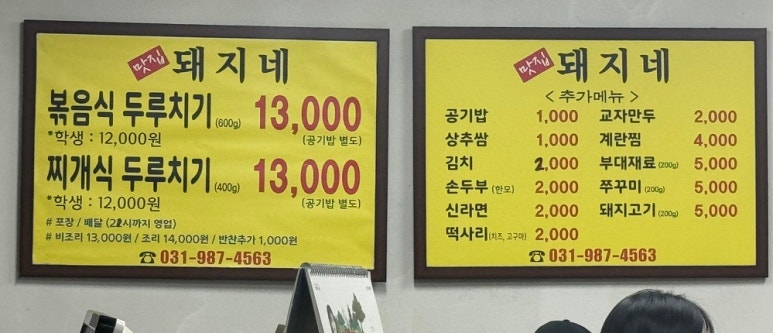 맛집 돼지네
볶음식 두루치기 (600g) 13,000
*학생 : 12,000원 (공기밥 별도)
찌개식 두루치기 (400g) 13,000
*학생 : 12,000원 (공기밥 별도)
# 포장 / 배달 (21시까지 영업)
# 비조리 13,000원 / 조리 14,000원 / 반찬추가 1,000원
☎ 031-987-4563
맛집 돼지네
< 추가메뉴 >
공기밥 1,000 교자만두 2,000
상추쌈 1,000 계란찜 4,000
김치 2,000 부대재료 (200g) 5,000
손두부 (한모) 2,000 쭈꾸미 (200g) 5,000
신라면 2,000 돼지고기 (200g) 5,000
떡사리 (치즈, 고구마) 2,000
☎ 031-987-4563